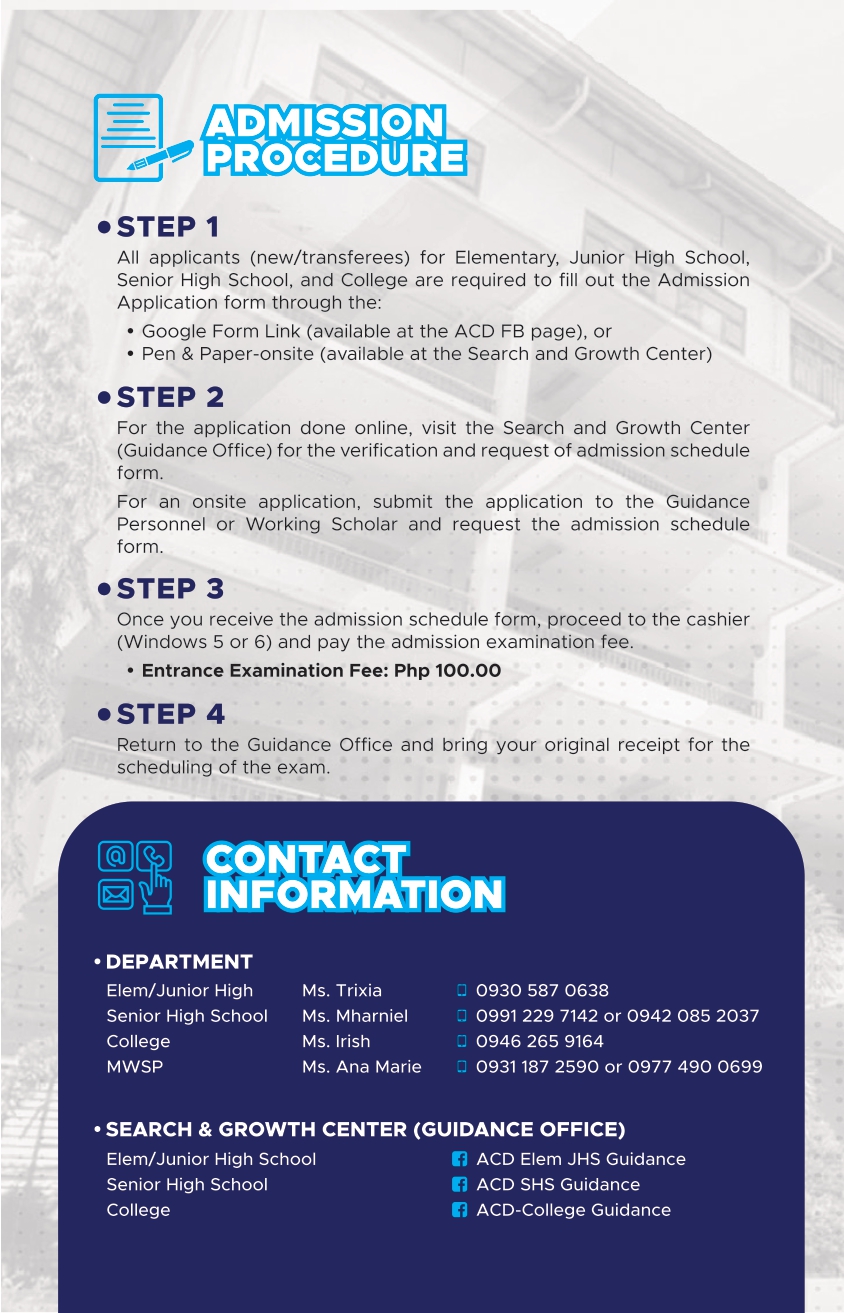 ADMISSION
PROCEDURE
• STEP 1
All applicants (new/transferees) for Elementary, Junior High School,
Senior High School, and College are required to fill out the Admission
Application form through the:
• Google Form Link (available at the ACD FB page), or
• Pen & Paper-onsite (available at the Search and Growth Center)
• STEP 2
For the application done online, visit the Search and Growth Center
(Guidance Office) for the verification and request of admission schedule
form.
For an onsite application, submit the application to the Guidance
Personnel or Working Scholar and request the admission schedule
form.
• STEP 3
Once you receive the admission schedule form, proceed to the cashier
(Windows 5 or 6) and pay the admission examination fee.
• Entrance Examination Fee: Php 100.00
• STEP 4
Return to the Guidance Office and bring your original receipt for the
scheduling of the exam.
CONTACT
INFORMATION
• DEPARTMENT
Elem/Junior High Ms. Trixia 0930 587 0638
Senior High School Ms. Mharniel 0991 229 7142 or 0942 085 2037
College Ms. Irish 0946 265 9164
MWSP Ms. Ana Marie 0931 187 2590 or 0977 490 0699
• SEARCH & GROWTH CENTER (GUIDANCE OFFICE)
Elem/Junior High School ACD Elem JHS Guidance
Senior High School ACD SHS Guidance
College ACD-College Guidance